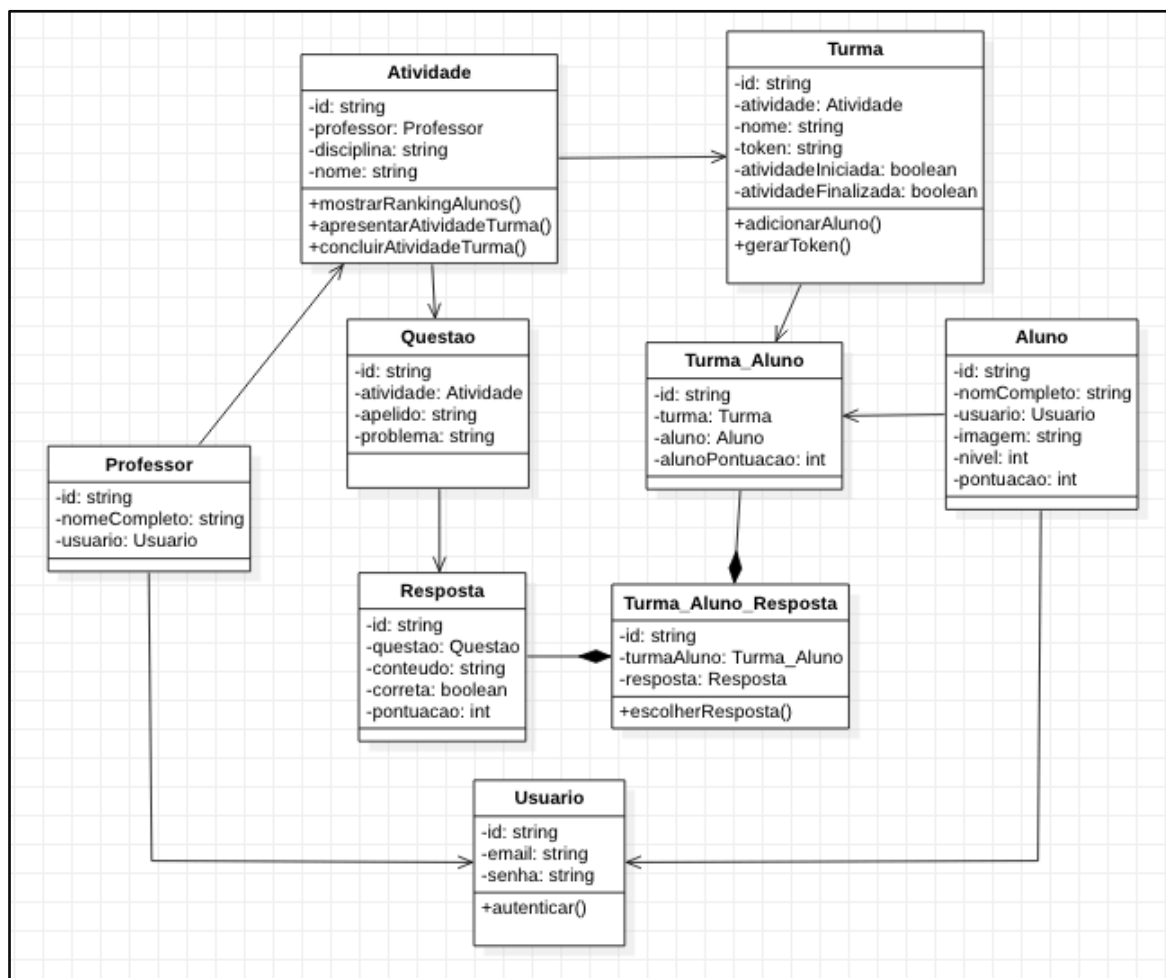 Atividade
-id: string
-professor: Professor
-disciplina: string
-nome: string
+mostrarRankingAlunos()
+apresentarAtividadeTurma()
+concluirAtividadeTurma()
Turma
-id: string
-atividade: Atividade
-nome: string
-token: string
-atividadeIniciada: boolean
-atividadeFinalizada: boolean
+adicionarAluno()
+gerarToken()
Questao
-id: string
-atividade: Atividade
-apelido: string
-problema: string
Turma_Aluno
-id: string
-turma: Turma
-aluno: Aluno
-alunoPontuacao: int
Aluno
-id: string
-nomCompleto: string
-usuario: Usuario
-imagem: string
-nivel: int
-pontuacao: int
Professor
-id: string
-nomeCompleto: string
-usuario: Usuario
Resposta
-id: string
-questao: Questao
-conteudo: string
-correta: boolean
-pontuacao: int
Turma_Aluno_Resposta
-id: string
-turmaAluno: Turma_Aluno
-resposta: Resposta
+escolherResposta()
Usuario
-id: string
-email: string
-senha: string
+autenticar()